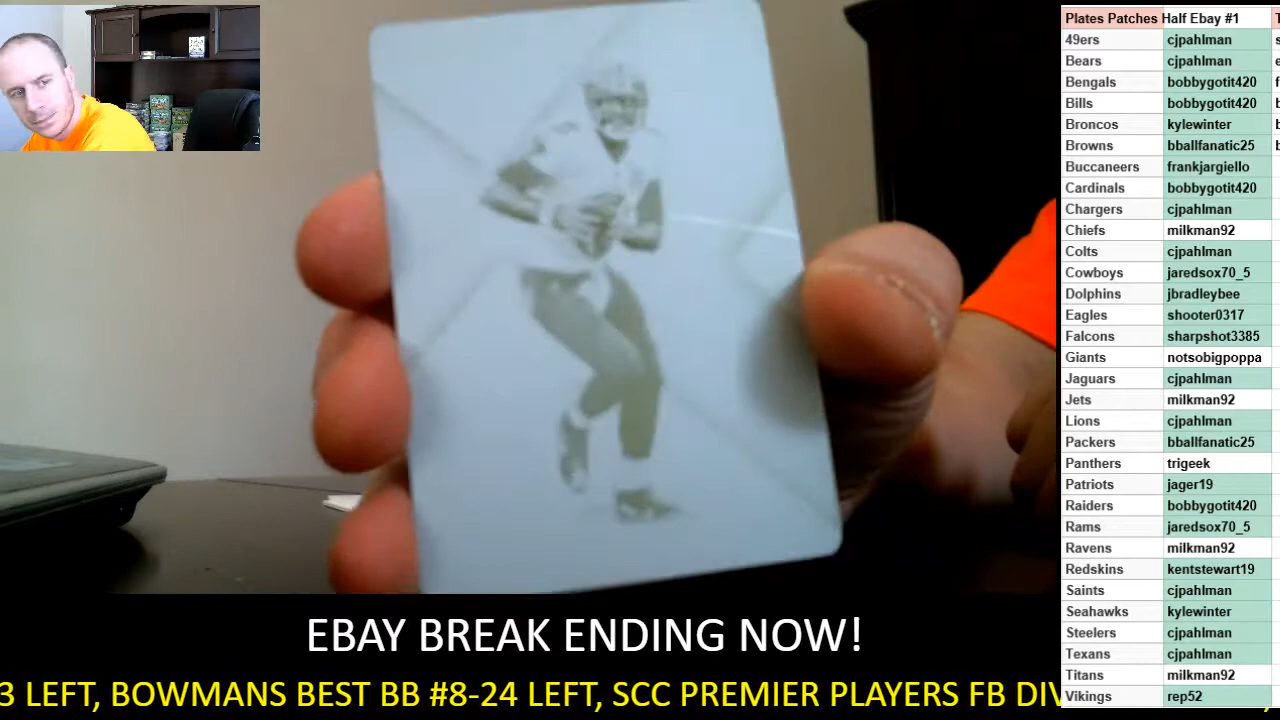 Plates Patches Half Ebay #1
49ers cjpahlman
Bears cjpahlman
Bengals bobbygotit420
Bills bobbygotit420
Broncos kylewinter
Browns bballfanatic25
Buccaneers frankjargiello
Cardinals bobbygotit420
Chargers cjpahlman
Chiefs milkman92
Colts cjpahlman
Cowboys jaredsox70_5
Dolphins jbradleybee
Eagles shooter0317
Falcons sharpshot3385
Giants notsobigpoppa
Jaguars cjpahlman
Jets milkman92
Lions cjpahlman
Packers bballfanatic25
Panthers trigeek
Patriots jager19
Raiders bobbygotit420
Rams jaredsox70_5
Ravens milkman92
Redskins kentstewart19
Saints cjpahlman
Seahawks kylewinter
Steelers cjpahlman
Texans cjpahlman
Titans milkman92
Vikings rep52
EBAY BREAK ENDING NOW!
3 LEFT, BOWMANS BEST BB #8-24 LEFT, SCC PREMIER PLAYERS FB DIV